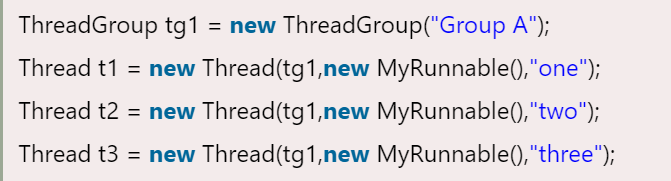 ThreadGroup tg1 = new ThreadGroup("Group A");
Thread t1 = new Thread(tg1,new MyRunnable(),"one");
Thread t2 = new Thread(tg1,new MyRunnable(),"two");
Thread t3 = new Thread(tg1,new MyRunnable(),"three");